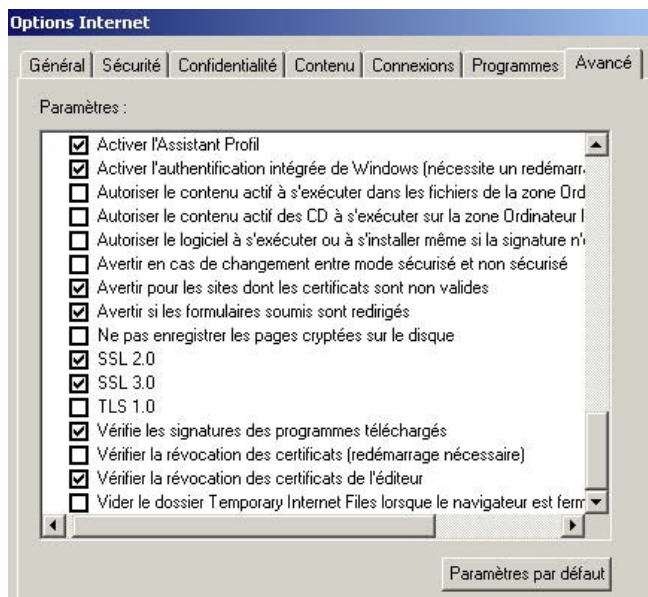 Options Internet
Général Sécurité Confidentialité Contenu Connexions Programmes Avancé
Paramètres :
Activer l'Assistant Profil
Activer l'authentification intégrée de Windows (nécessite un redémarr
Autoriser le contenu actif à s'exécuter dans les fichiers de la zone Ord
Autoriser le contenu actif des CD à s'exécuter sur la zone Ordinateur l
Autoriser le logiciel à s'exécuter ou à s'installer même si la signature n'
Avertir en cas de changement entre mode sécurisé et non sécurisé
Avertir pour les sites dont les certificats sont non valides
Avertir si les formulaires soumis sont redirigés
Ne pas enregistrer les pages cryptées sur le disque
SSL 2.0
SSL 3.0
TLS 1.0
Vérifie les signatures des programmes téléchargés
Vérifier la révocation des certificats (redémarrage nécessaire)
Vérifier la révocation des certificats de l'éditeur
Vider le dossier Temporary Internet Files lorsque le navigateur est ferm
Paramètres par défaut